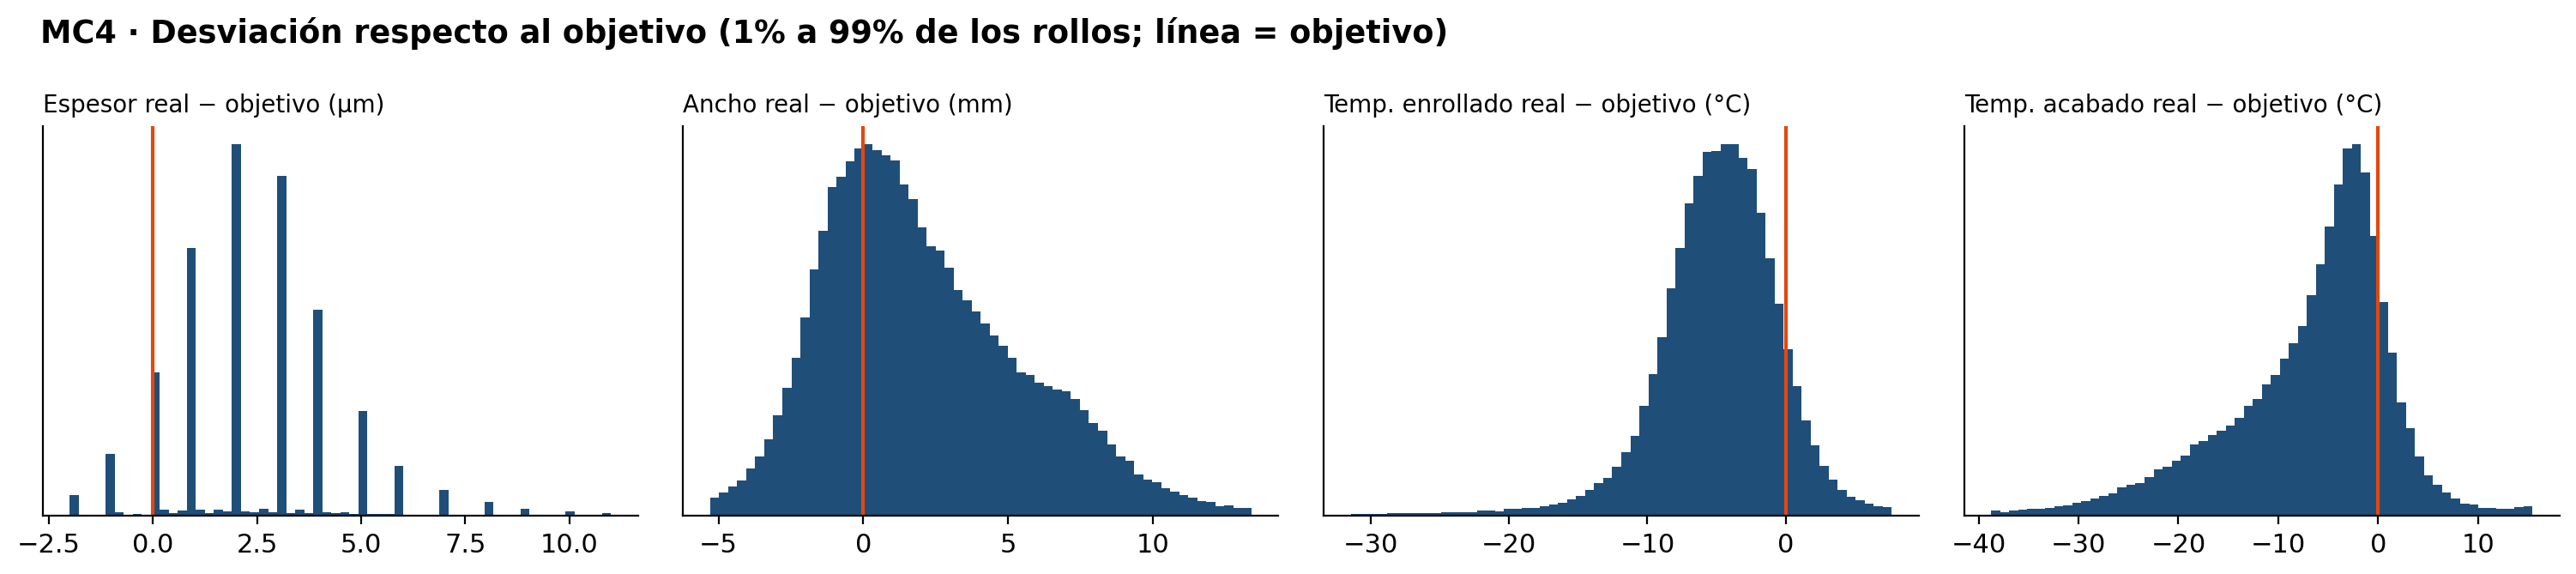 MC4 · Desviación respecto al objetivo (1% a 99% de los rollos; línea = objetivo)
Espesor real − objetivo (μm)
−2.5 0.0 2.5 5.0 7.5 10.0
Ancho real − objetivo (mm)
−5 0 5 10
Temp. enrollado real − objetivo (°C)
−30 −20 −10 0
Temp. acabado real − objetivo (°C)
−40 −30 −20 −10 0 10